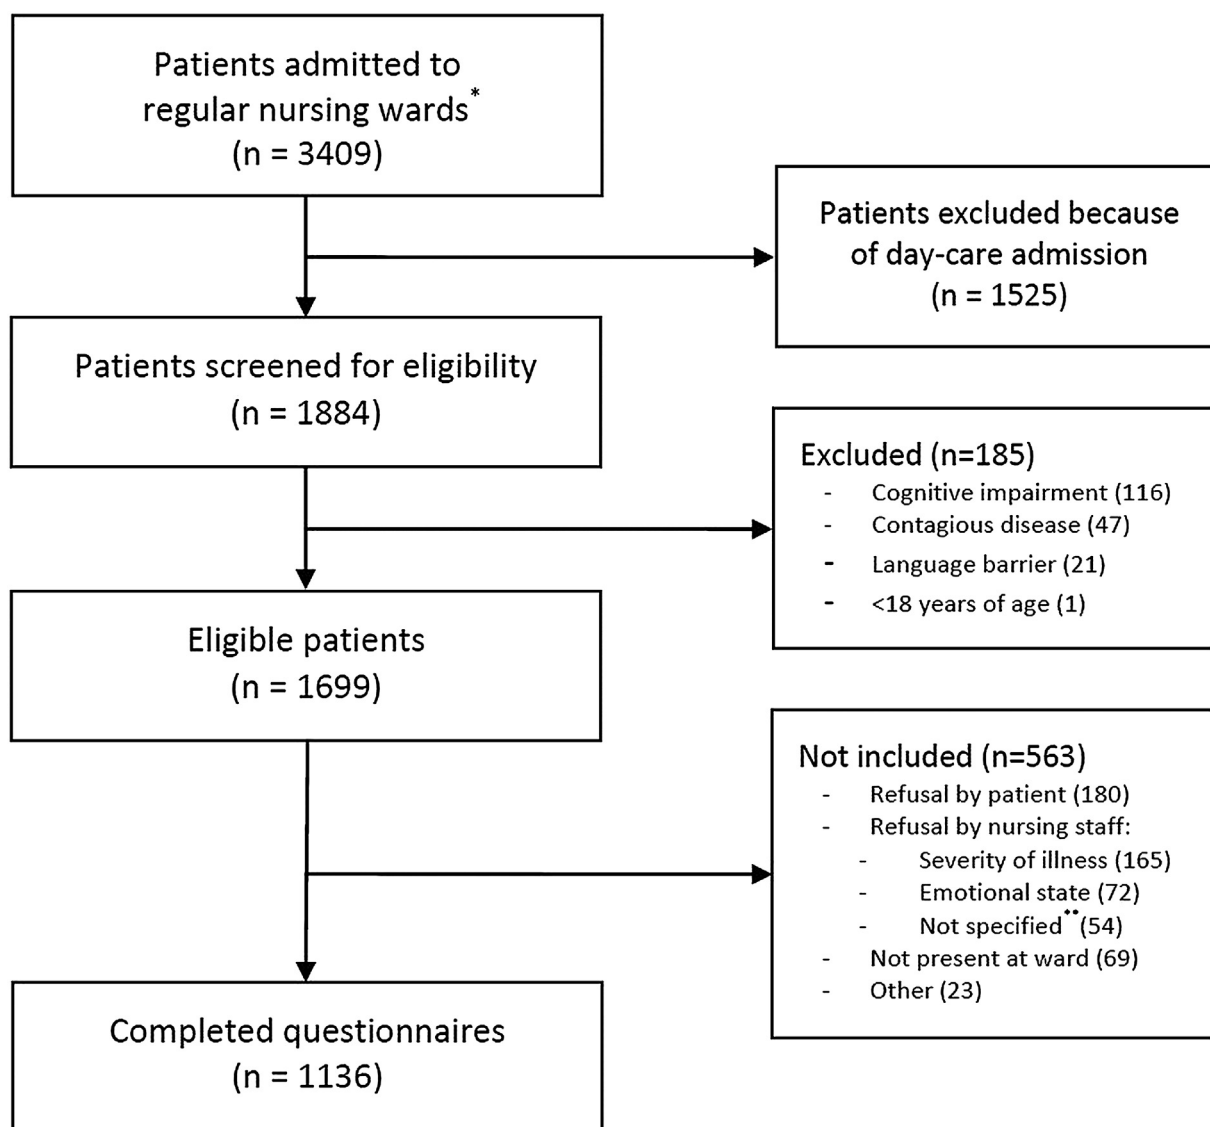 Patients admitted to
regular nursing wards*
(n = 3409)
Patients excluded because
of day-care admission
(n = 1525)
Patients screened for eligibility
(n = 1884)
Excluded (n=185)
- Cognitive impairment (116)
- Contagious disease (47)
- Language barrier (21)
- <18 years of age (1)
Eligible patients
(n = 1699)
Not included (n=563)
- Refusal by patient (180)
- Refusal by nursing staff:
- Severity of illness (165)
- Emotional state (72)
- Not specified** (54)
- Not present at ward (69)
- Other (23)
Completed questionnaires
(n = 1136)